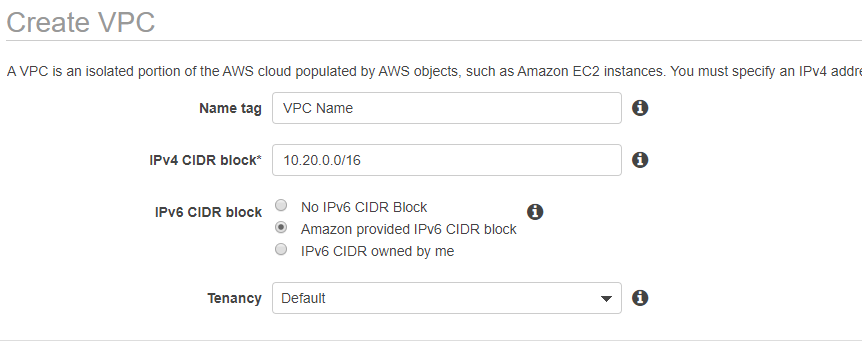 Create VPC
A VPC is an isolated portion of the AWS cloud populated by AWS objects, such as Amazon EC2 instances. You must specify an IPv4 addre
Name tag VPC Name
IPv4 CIDR block* 10.20.0.0/16
IPv6 CIDR block No IPv6 CIDR Block
Amazon provided IPv6 CIDR block
IPv6 CIDR owned by me
Tenancy Default